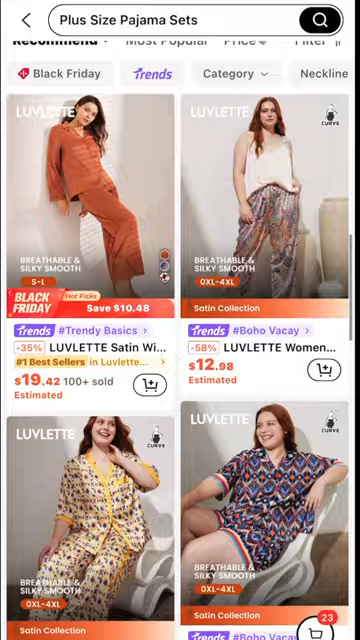 Plus Size Pajama Sets
Recommend
Most Popular
Price
Filter
Black Friday
Trends
Category
Neckline
LUVLETTE
BREATHABLE &
SILKY SMOOTH
S-L
BLACK
FRIDAY
Hot Picks
Save $10.48
Trends #Trendy Basics >
-35% LUVLETTE Satin Wi...
#1 Best Sellers in Luvlette... >
$19.42 100+ sold
Estimated
LUVLETTE
CURVE
BREATHABLE &
SILKY SMOOTH
0XL-4XL
Satin Collection
Trends #Boho Vacay >
-58% LUVLETTE Women...
$12.98
Estimated
LUVLETTE
CURVE
BREATHABLE &
SILKY SMOOTH
0XL-4XL
Satin Collection
LUVLETTE
CURVE
BREATHABLE &
SILKY SMOOTH
0XL-4XL
Satin Collection
Trends #Boho Vacay
23